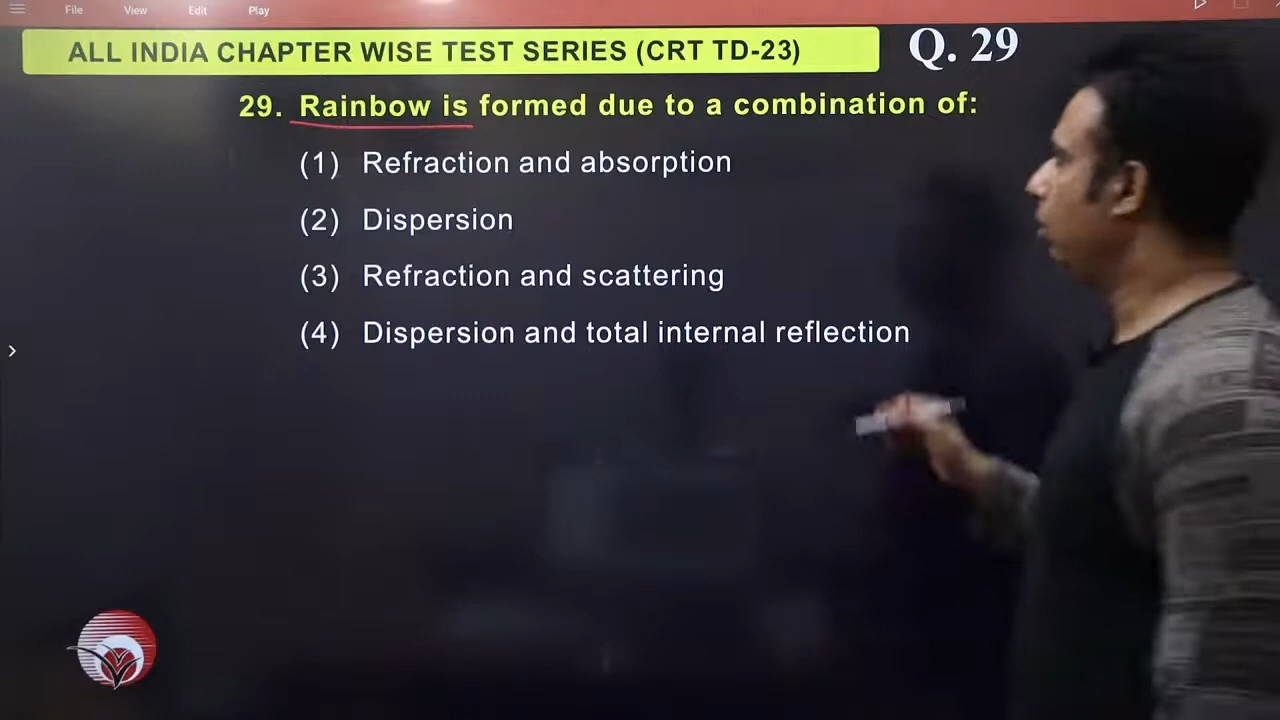 File View Edit Play
ALL INDIA CHAPTER WISE TEST SERIES (CRT TD-23) Q. 29
29. Rainbow is formed due to a combination of:
(1) Refraction and absorption
(2) Dispersion
(3) Refraction and scattering
(4) Dispersion and total internal reflection